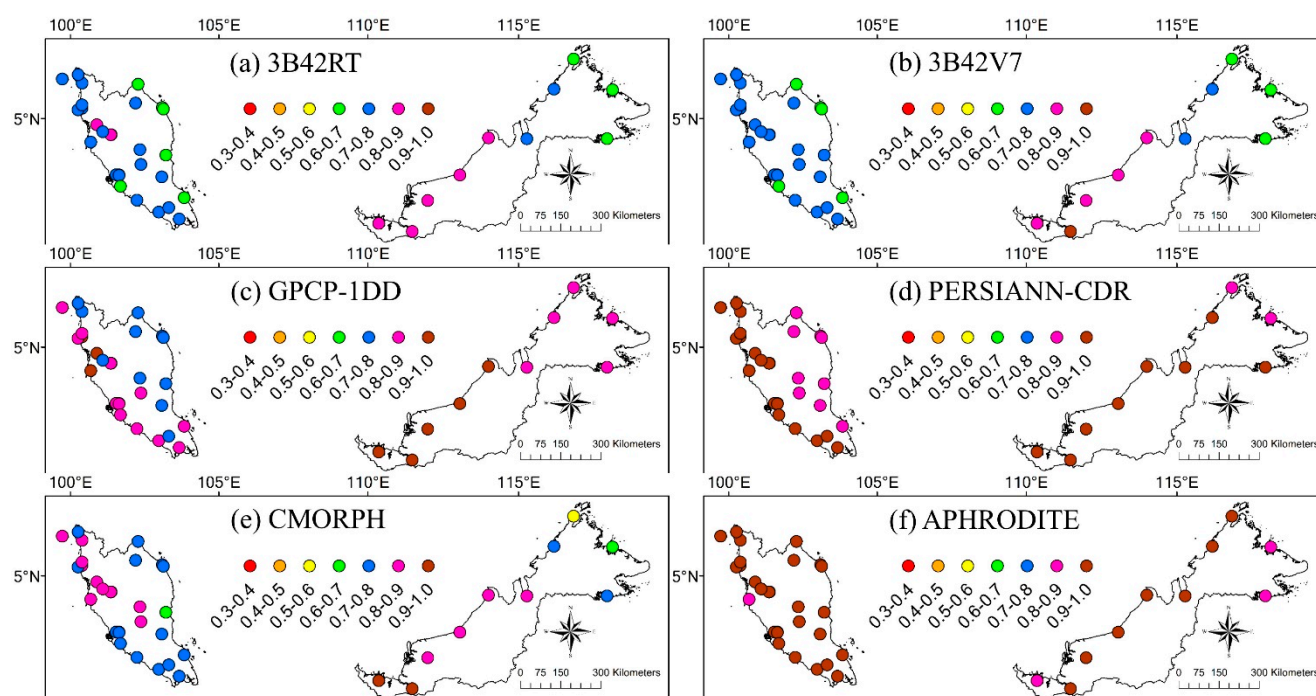 100°E 105°E 110°E 115°E 100°E 105°E 110°E 115°E
(a) 3B42RT
(b) 3B42V7
5°N
5°N
0.3-0.4 0.4-0.5 0.5-0.6 0.6-0.7 0.7-0.8 0.8-0.9 0.9-1.0
0.3-0.4 0.4-0.5 0.5-0.6 0.6-0.7 0.7-0.8 0.8-0.9 0.9-1.0
0 75 150 300 Kilometers
0 75 150 300 Kilometers
100°E 105°E 110°E 115°E 100°E 105°E 110°E 115°E
(c) GPCP-1DD
(d) PERSIANN-CDR
5°N
5°N
0.3-0.4 0.4-0.5 0.5-0.6 0.6-0.7 0.7-0.8 0.8-0.9 0.9-1.0
0.3-0.4 0.4-0.5 0.5-0.6 0.6-0.7 0.7-0.8 0.8-0.9 0.9-1.0
0 75 150 300 Kilometers
0 75 150 300 Kilometers
100°E 105°E 110°E 115°E 100°E 105°E 110°E 115°E
(e) CMORPH
(f) APHRODITE
5°N
5°N
0.3-0.4 0.4-0.5 0.5-0.6 0.6-0.7 0.7-0.8 0.8-0.9 0.9-1.0
0.3-0.4 0.4-0.5 0.5-0.6 0.6-0.7 0.7-0.8 0.8-0.9 0.9-1.0
0 75 150 300 Kilometers
0 75 150 300 Kilometers